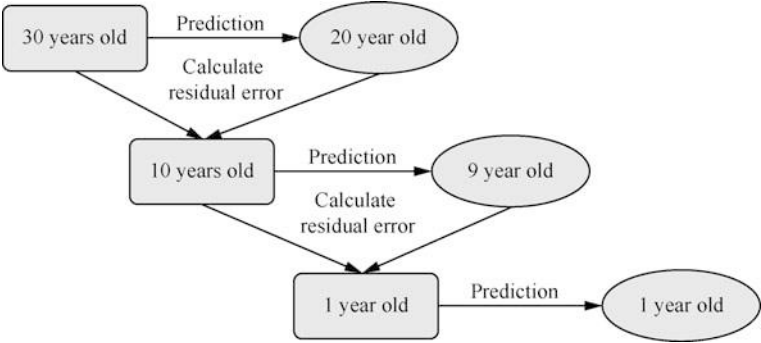 30 years old
Prediction
20 year old
Calculate
residual error
10 years old
Prediction
9 year old
Calculate
residual error
1 year old
Prediction
1 year old